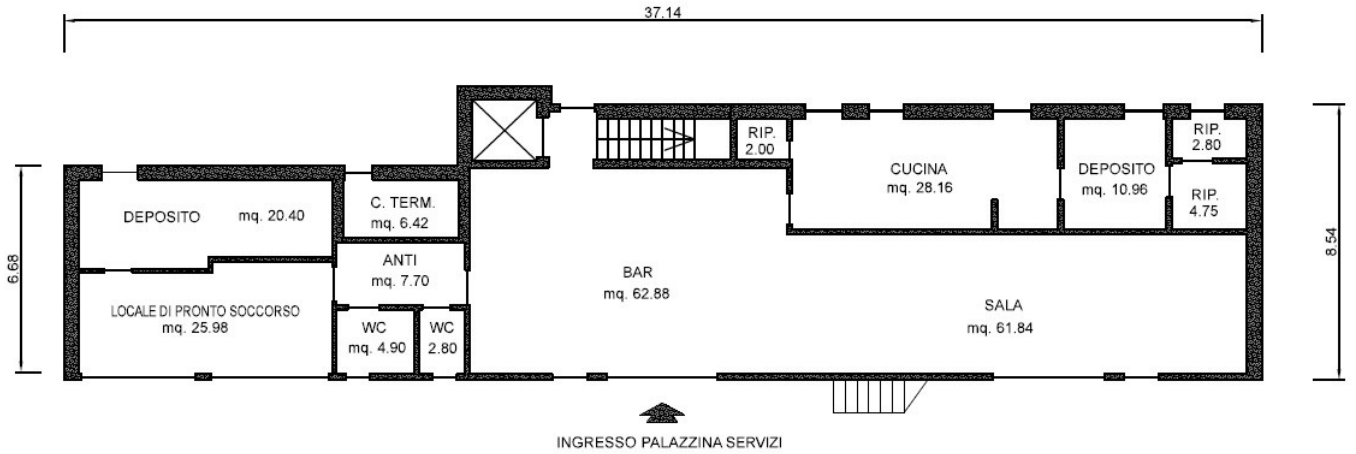 37.14
RIP.
2.00
CUCINA
mq. 28.16
DEPOSITO
mq. 10.96
RIP.
2.80
RIP.
4.75
8.54
6.68
DEPOSITO mq. 20.40
C. TERM.
mq. 6.42
ANTI
mq. 7.70
LOCALE DI PRONTO SOCCORSO
mq. 25.98
WC
mq. 4.90
WC
2.80
BAR
mq. 62.88
SALA
mq. 61.84
INGRESSO PALAZZINA SERVIZI